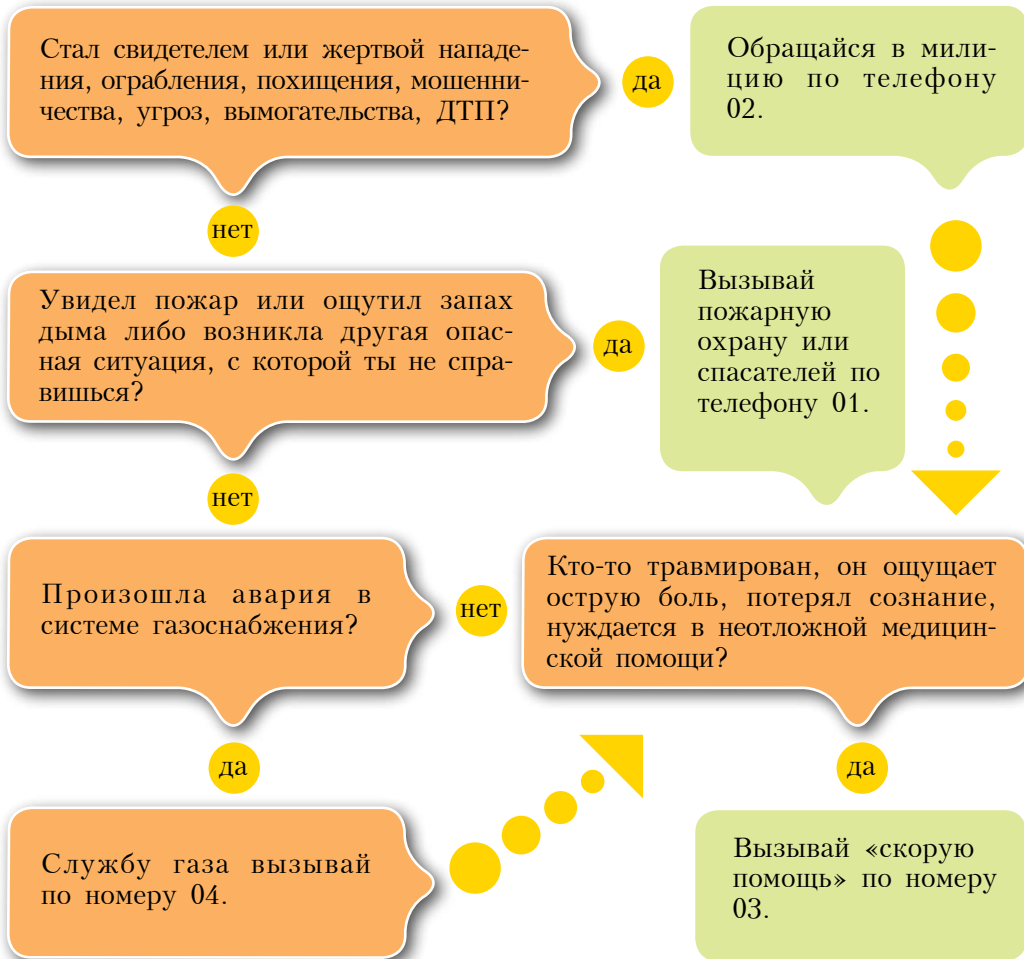 Стал свидетелем или жертвой нападе-
ния, ограбления, похищения, мошенни-
чества, угроз, вымогательства, ДТП?
да
Обращайся в мили-
цию по телефону
02.
нет
Увидел пожар или ощутил запах
дыма либо возникла другая опас-
ная ситуация, с которой ты не спра-
вишься?
да
Вызывай
пожарную
охрану или
спасателей по
телефону 01.
нет
Произошла авария в
системе газоснабжения?
нет
Кто-то травмирован, он ощущает
острую боль, потерял сознание,
нуждается в неотложной медицин-
ской помощи?
да
да
Службу газа вызывай
по номеру 04.
Вызывай «скорую
помощь» по номеру
03.